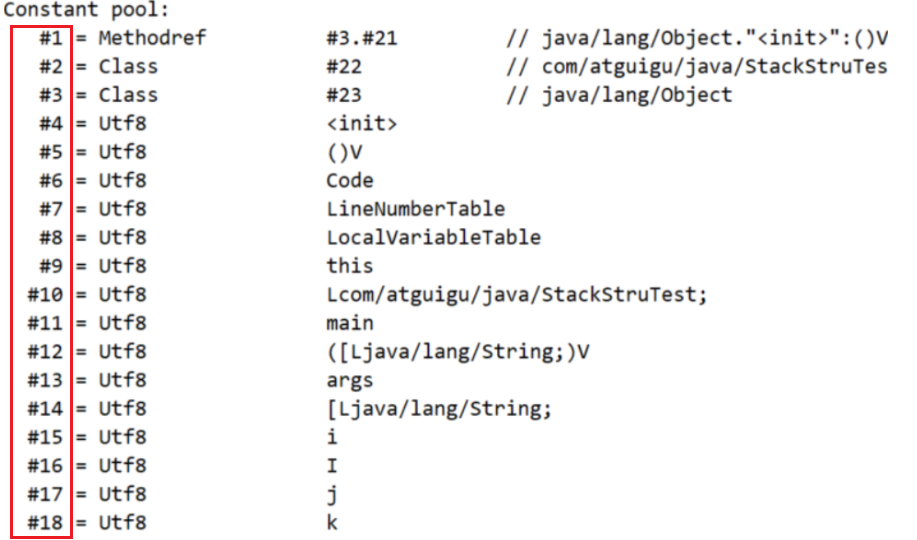 Constant pool:
#1 = Methodref #3.#21 // java/lang/Object."<init>":()V
#2 = Class #22 // com/atguigu/java/StackStruTes
#3 = Class #23 // java/lang/Object
#4 = Utf8 <init>
#5 = Utf8 ()V
#6 = Utf8 Code
#7 = Utf8 LineNumberTable
#8 = Utf8 LocalVariableTable
#9 = Utf8 this
#10 = Utf8 Lcom/atguigu/java/StackStruTest;
#11 = Utf8 main
#12 = Utf8 ([Ljava/lang/String;)V
#13 = Utf8 args
#14 = Utf8 [Ljava/lang/String;
#15 = Utf8 i
#16 = Utf8 I
#17 = Utf8 j
#18 = Utf8 k